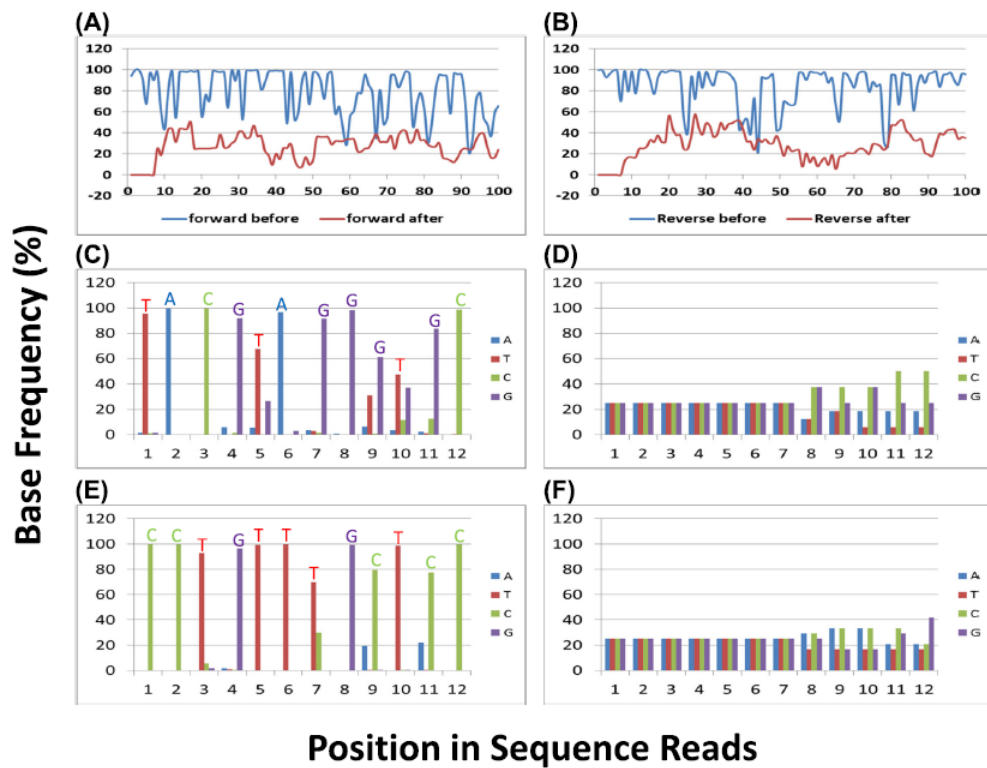 (A)
120
100
80
60
40
20
0
-20
0 10 20 30 40 50 60 70 80 90 100
forward before forward after
(B)
120
100
80
60
40
20
0
-20
0 10 20 30 40 50 60 70 80 90 100
Reverse before Reverse after
Base Frequency (%)
(C)
120
100
80
60
40
20
0
T A C G T A G G G T G C
1 2 3 4 5 6 7 8 9 10 11 12
A
T
C
G
(D)
120
100
80
60
40
20
0
1 2 3 4 5 6 7 8 9 10 11 12
A
T
C
G
(E)
120
100
80
60
40
20
0
C C T G T T T G C T C C
1 2 3 4 5 6 7 8 9 10 11 12
A
T
C
G
(F)
120
100
80
60
40
20
0
1 2 3 4 5 6 7 8 9 10 11 12
A
T
C
G
Position in Sequence Reads